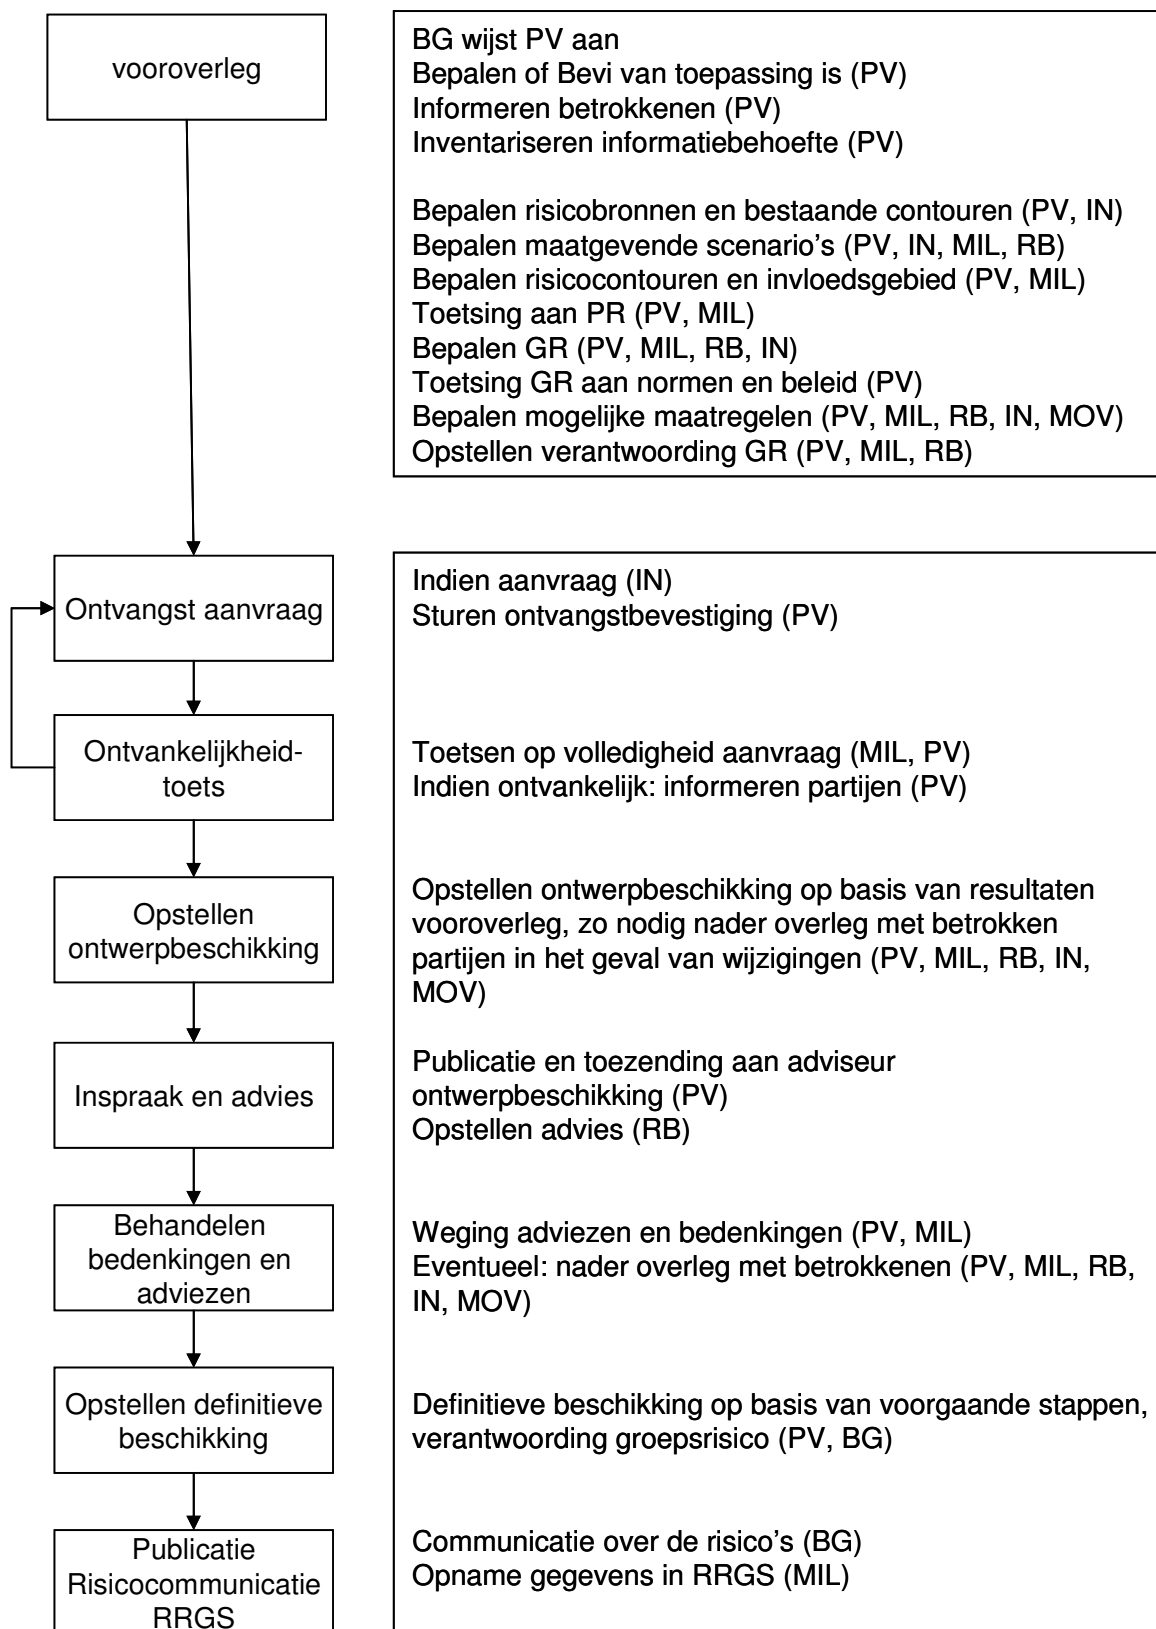 vooroverleg
BG wijst PV aan
Bepalen of Bevi van toepassing is (PV)
Informeren betrokkenen (PV)
Inventariseren informatiebehoefte (PV)
Bepalen risicobronnen en bestaande contouren (PV, IN)
Bepalen maatgevende scenario's (PV, IN, MIL, RB)
Bepalen risicocontouren en invloedsgebied (PV, MIL)
Toetsing aan PR (PV, MIL)
Bepalen GR (PV, MIL, RB, IN)
Toetsing GR aan normen en beleid (PV)
Bepalen mogelijke maatregelen (PV, MIL, RB, IN, MOV)
Opstellen verantwoording GR (PV, MIL, RB)
Ontvangst aanvraag
Indien aanvraag (IN)
Sturen ontvangstbevestiging (PV)
Ontvankelijkheid-
toets
Toetsen op volledigheid aanvraag (MIL, PV)
Indien ontvankelijk: informeren partijen (PV)
Opstellen
ontwerpbeschikking
Opstellen ontwerpbeschikking op basis van resultaten
vooroverleg, zo nodig nader overleg met betrokken
partijen in het geval van wijzigingen (PV, MIL, RB, IN,
MOV)
Inspraak en advies
Publicatie en toezending aan adviseur
ontwerpbeschikking (PV)
Opstellen advies (RB)
Behandelen
bedenkingen en
adviezen
Weging adviezen en bedenkingen (PV, MIL)
Eventueel: nader overleg met betrokkenen (PV, MIL, RB,
IN, MOV)
Opstellen definitieve
beschikking
Definitieve beschikking op basis van voorgaande stappen,
verantwoording groepsrisico (PV, BG)
Publicatie
Risicocommunicatie
RRGS
Communicatie over de risico's (BG)
Opname gegevens in RRGS (MIL)